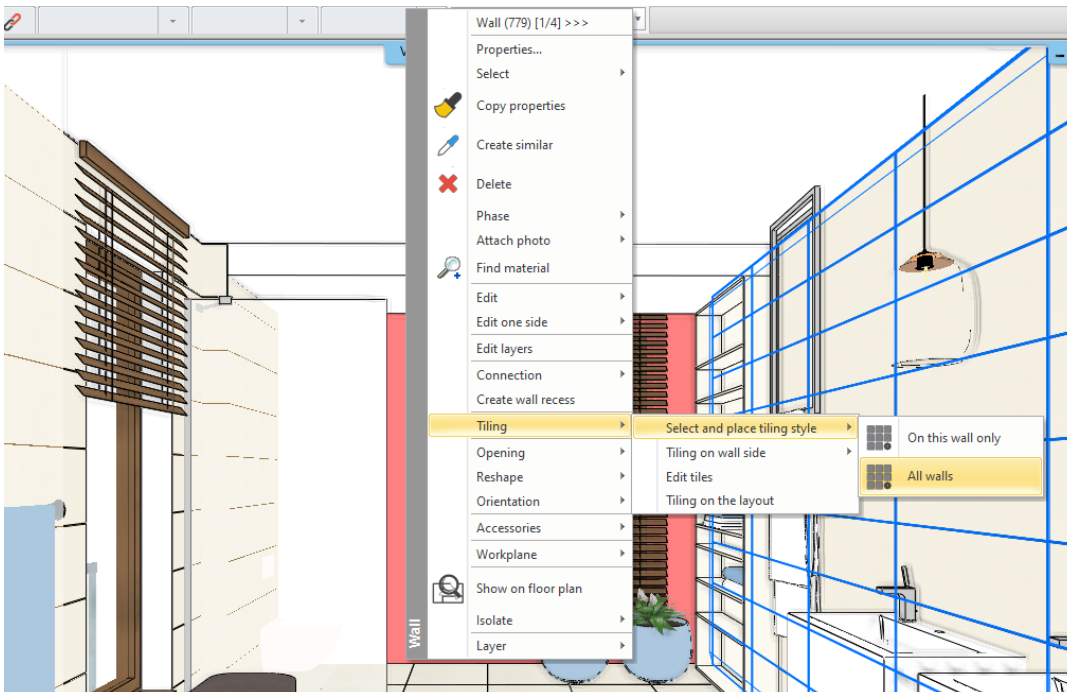 Wall (779) [1/4] >>>
Properties...
Select
Copy properties
Create similar
Delete
Phase
Attach photo
Find material
Edit
Edit one side
Edit layers
Connection
Create wall recess
Tiling
Opening
Reshape
Orientation
Accessories
Workplane
Show on floor plan
Isolate
Layer
Wall
Select and place tiling style
Tiling on wall side
Edit tiles
Tiling on the layout
On this wall only
All walls